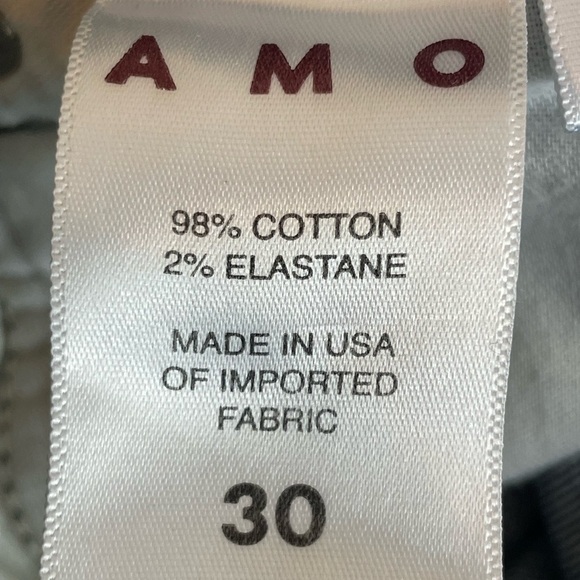 AMO
98% COTTON
2% ELASTANE
MADE IN USA
OF IMPORTED
FABRIC
30